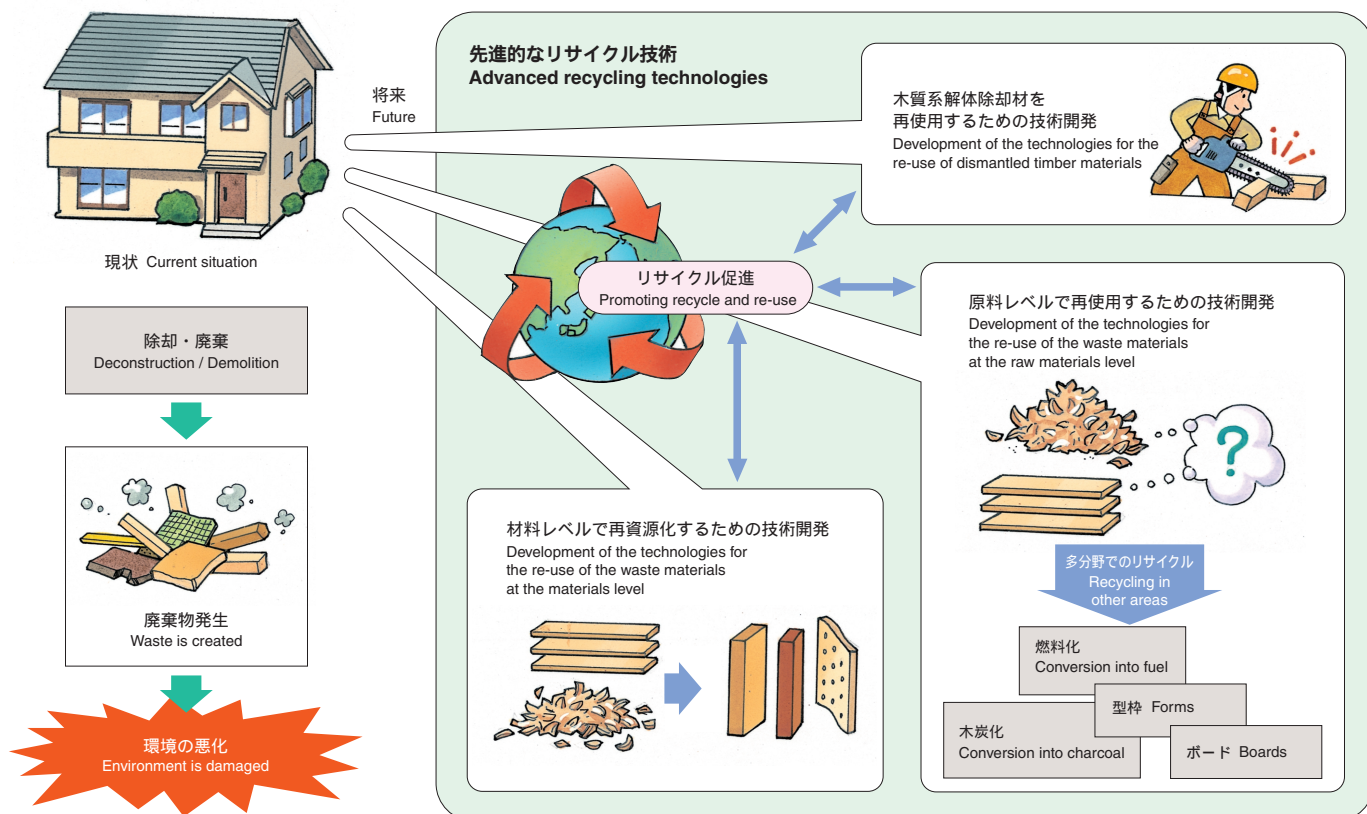 先進的なリサイクル技術
Advanced recycling technologies
将来
Future
木質系解体除却材を
再使用するための技術開発
Development of the technologies for the
re-use of dismantled timber materials
現状 Current situation
リサイクル促進
Promoting recycle and re-use
除却・廃棄
Deconstruction / Demolition
廃棄物発生
Waste is created
環境の悪化
Environment is damaged
材料レベルで再資源化するための技術開発
Development of the technologies for
the re-use of the waste materials
at the materials level
原料レベルで再使用するための技術開発
Development of the technologies for
the re-use of the waste materials
at the raw materials level
?
多分野でのリサイクル
Recycling in
other areas
燃料化
Conversion into fuel
型枠 Forms
木炭化
Conversion into charcoal
ボード Boards